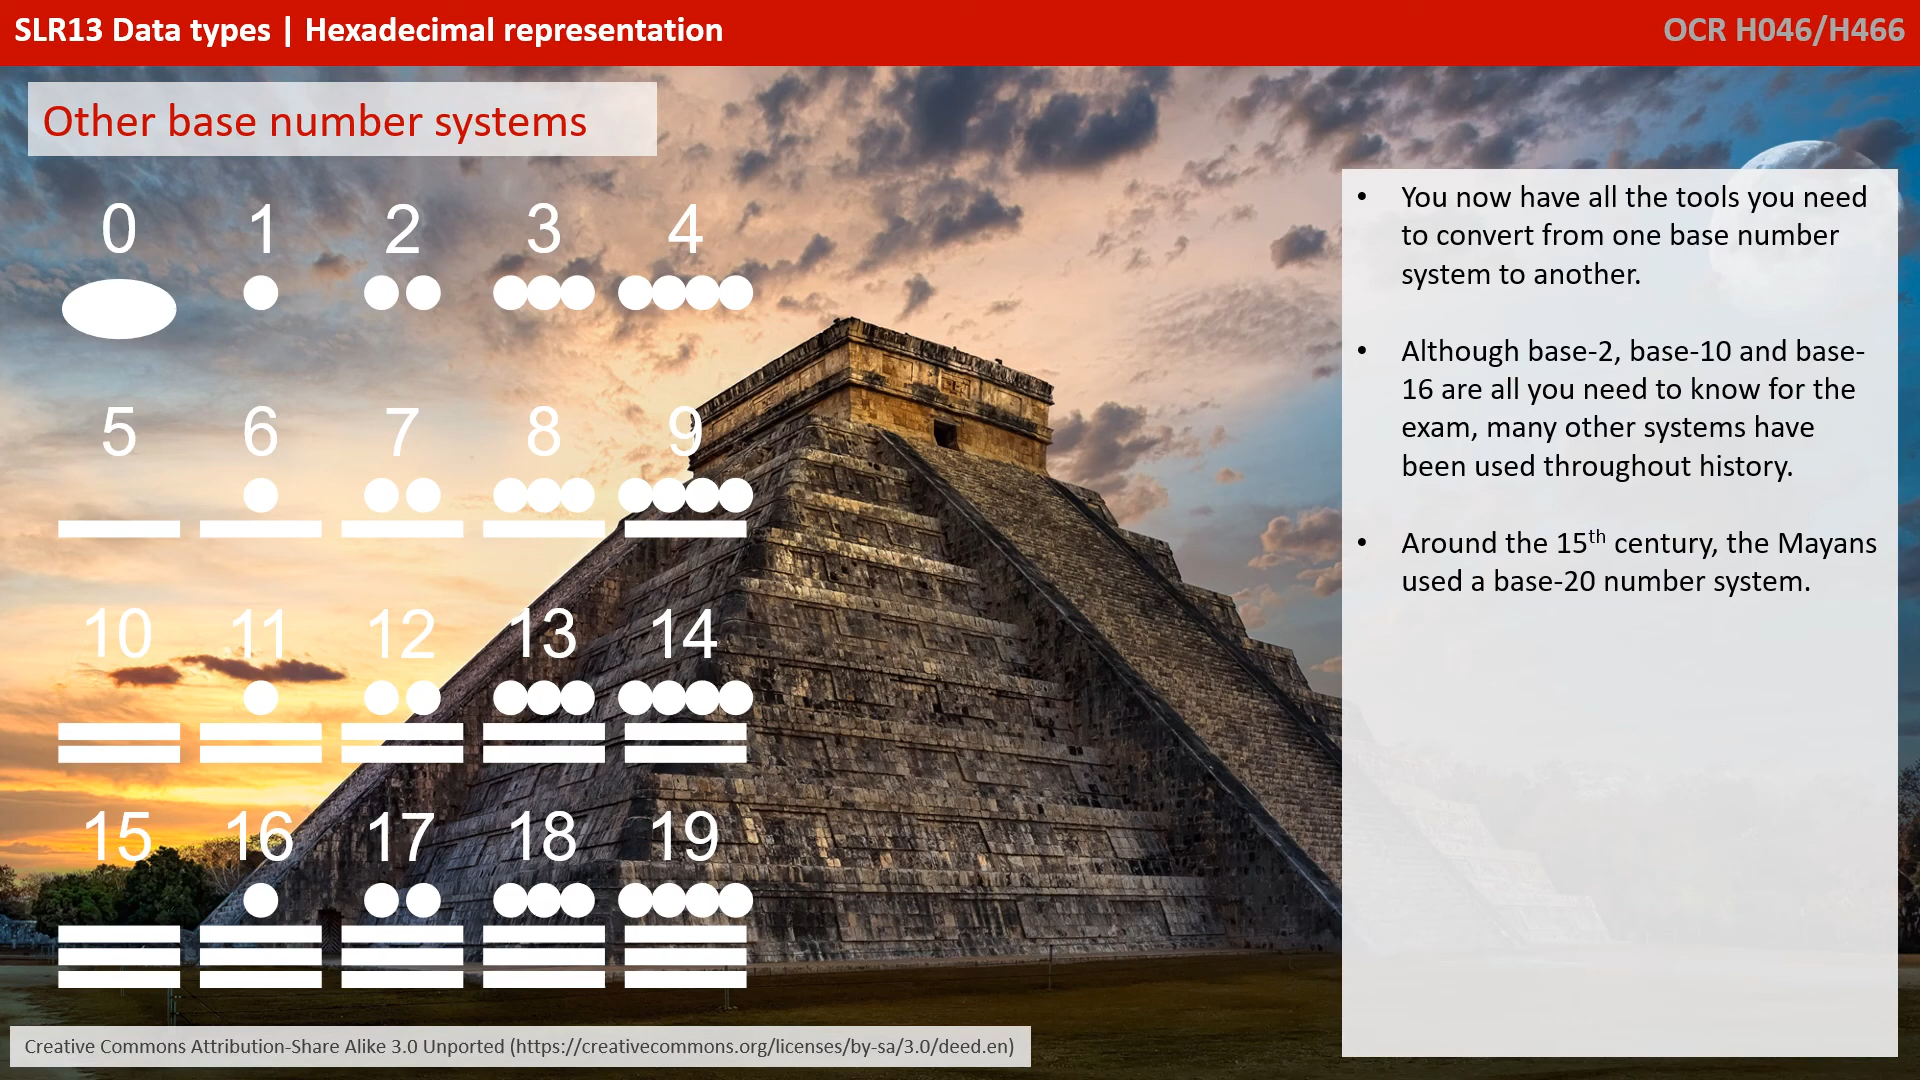 SLR13 Data types | Hexadecimal representation
OCR H046/H466
Other base number systems
0 1 2 3 4
5 6 7 8 9
10 11 12 13 14
15 16 17 18 19
• You now have all the tools you need
to convert from one base number
system to another.
• Although base-2, base-10 and base-
16 are all you need to know for the
exam, many other systems have
been used throughout history.
• Around the 15th century, the Mayans
used a base-20 number system.
Creative Commons Attribution-Share Alike 3.0 Unported (https://creativecommons.org/licenses/by-sa/3.0/deed.en)